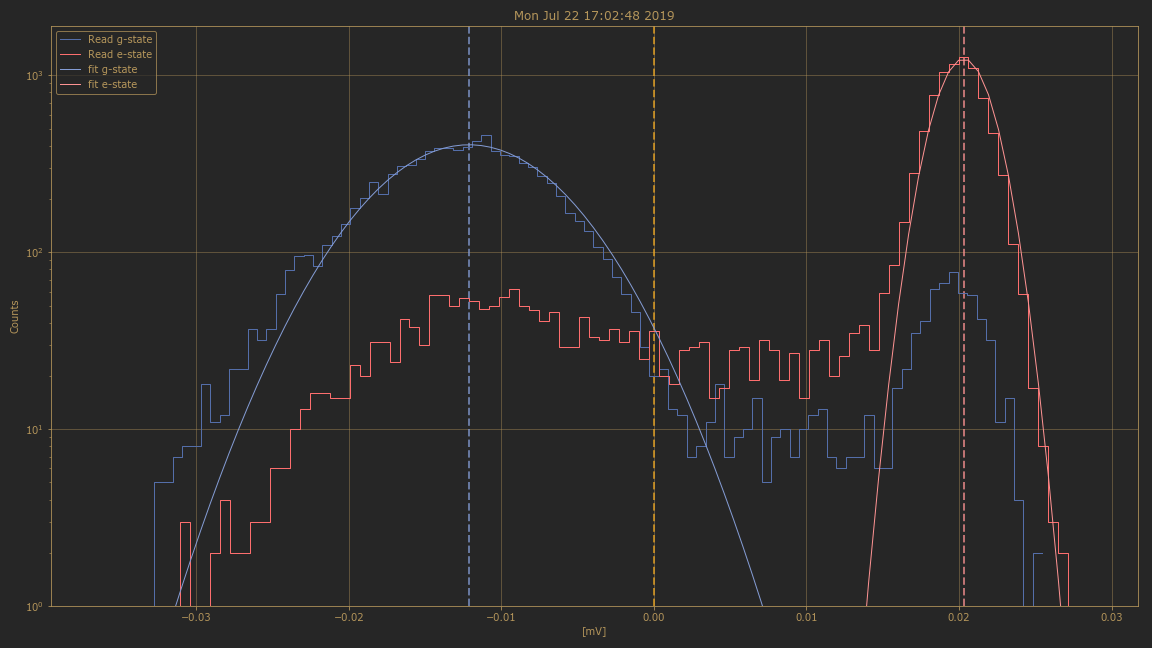 Mon Jul 22 17:02:48 2019
Read g-state
Read e-state
fit g-state
fit e-state
Counts
10³
10²
10¹
10⁰
−0.03 −0.02 −0.01 0.00 0.01 0.02 0.03
[mV]